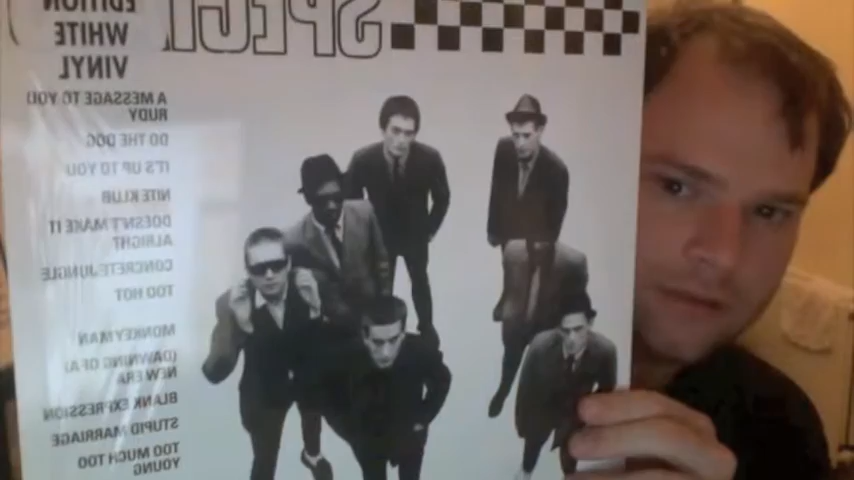 EDITION
WHITE
VINYL
SPECI
A MESSAGE TO YOU
RUDY
DO THE DOG
IT'S UP TO YOU
NITE KLUB
DOESN'T MAKE IT
ALRIGHT
CONCRETE JUNGLE
TOO HOT
MONKEY MAN
(DAWNING OF A)
NEW ERA
BLANK EXPRESSION
STUPID MARRIAGE
TOO MUCH TOO
YOUNG